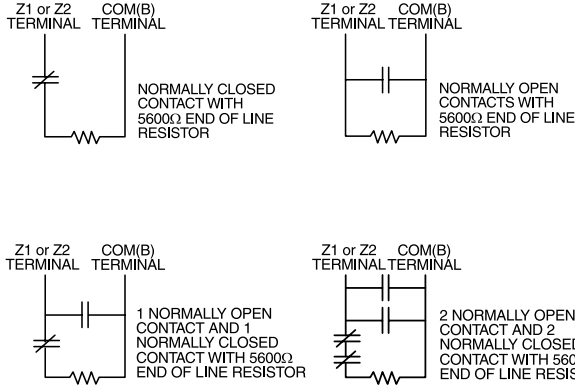 Z1 or Z2 COM(B)
TERMINAL TERMINAL
NORMALLY CLOSED
CONTACT WITH
5600Ω END OF LINE
RESISTOR
Z1 or Z2 COM(B)
TERMINAL TERMINAL
NORMALLY OPEN
CONTACTS WITH
5600Ω END OF LINE
RESISTOR
Z1 or Z2 COM(B)
TERMINAL TERMINAL
1 NORMALLY OPEN
CONTACT AND 1
NORMALLY CLOSED
CONTACT WITH 5600Ω
END OF LINE RESISTOR
Z1 or Z2 COM(B)
TERMINAL TERMINAL
2 NORMALLY OPEN
CONTACT AND 2
NORMALLY CLOSED
CONTACT WITH
END OF LINE